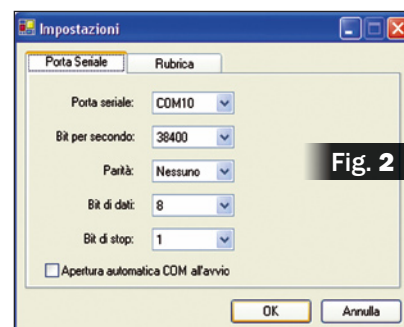 Impostazioni
Porta Seriale Rubrica
Porta seriale: COM10
Bit per secondo: 38400
Parità: Nessuno
Bit di dati: 8
Bit di stop: 1
Apertura automatica COM all'avvio
OK Annulla
Fig. 2